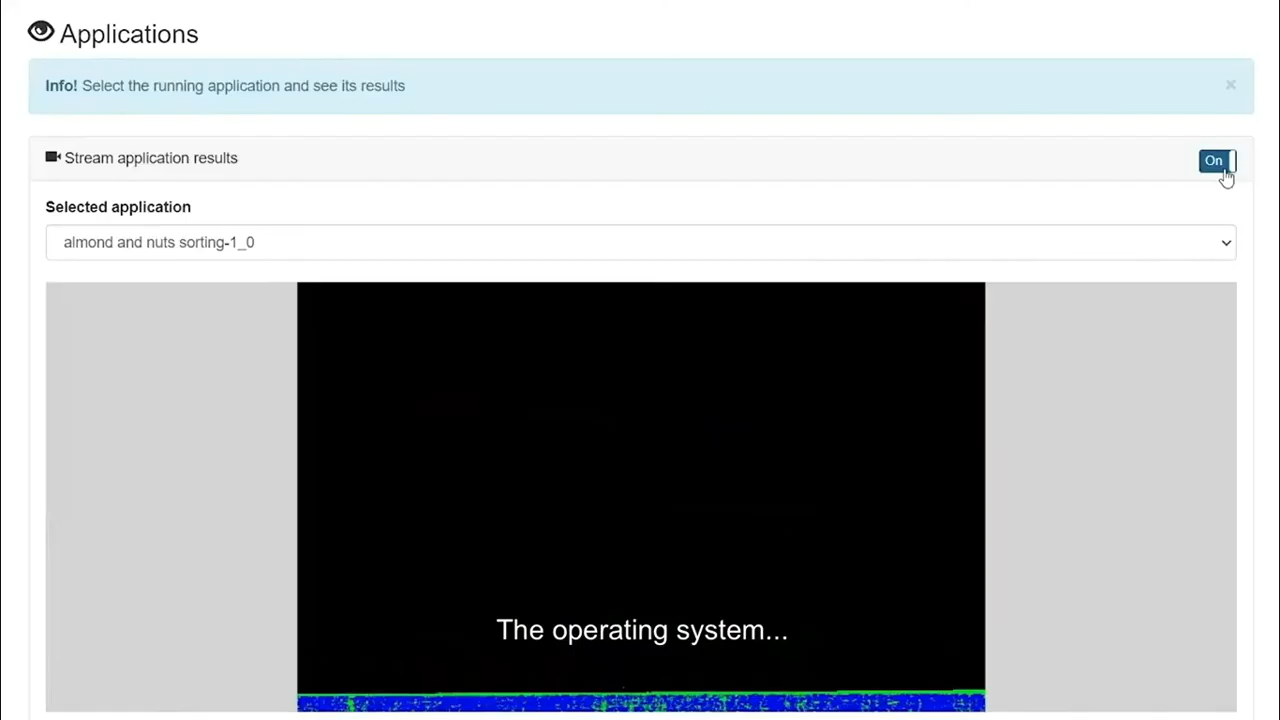 Applications
Info! Select the running application and see its results ×
Stream application results
On
Selected application
almond and nuts sorting-1_0
The operating system...